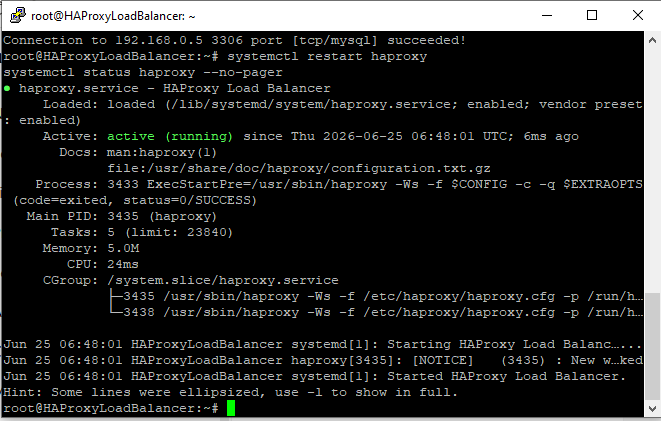 root@HAProxyLoadBalancer: ~
Connection to 192.168.0.5 3306 port [tcp/mysql] succeeded!
root@HAProxyLoadBalancer:~# systemctl restart haproxy
systemctl status haproxy --no-pager
● haproxy.service - HAProxy Load Balancer
Loaded: loaded (/lib/systemd/system/haproxy.service; enabled; vendor preset
: enabled)
Active: active (running) since Thu 2026-06-25 06:48:01 UTC; 6ms ago
Docs: man:haproxy(1)
file:/usr/share/doc/haproxy/configuration.txt.gz
Process: 3433 ExecStartPre=/usr/sbin/haproxy -Ws -f $CONFIG -c -q $EXTRAOPTS
(code=exited, status=0/SUCCESS)
Main PID: 3435 (haproxy)
Tasks: 5 (limit: 23840)
Memory: 5.0M
CPU: 24ms
CGroup: /system.slice/haproxy.service
├─3435 /usr/sbin/haproxy -Ws -f /etc/haproxy/haproxy.cfg -p /run/h…
└─3438 /usr/sbin/haproxy -Ws -f /etc/haproxy/haproxy.cfg -p /run/h…
Jun 25 06:48:01 HAProxyLoadBalancer systemd[1]: Starting HAProxy Load Balanc…...
Jun 25 06:48:01 HAProxyLoadBalancer haproxy[3435]: [NOTICE] (3435) : New w…ked
Jun 25 06:48:01 HAProxyLoadBalancer systemd[1]: Started HAProxy Load Balancer.
Hint: Some lines were ellipsized, use -l to show in full.
root@HAProxyLoadBalancer:~#